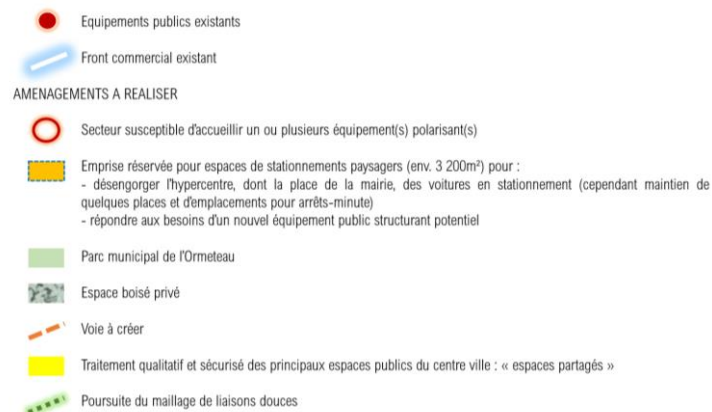 Equipements publics existants
Front commercial existant
AMENAGEMENTS A REALISER
Secteur susceptible d'accueillir un ou plusieurs équipement(s) polarisant(s)
Emprise réservée pour espaces de stationnements paysagers (env. 3 200m²) pour :
- désengorger l'hypercentre, dont la place de la mairie, des voitures en stationnement (cependant maintien de
quelques places et d'emplacements pour arrêts-minute)
- répondre aux besoins d'un nouvel équipement public structurant potentiel
Parc municipal de l'Ormeteau
Espace boisé privé
Voie à créer
Traitement qualitatif et sécurisé des principaux espaces publics du centre ville : « espaces partagés »
Poursuite du maillage de liaisons douces